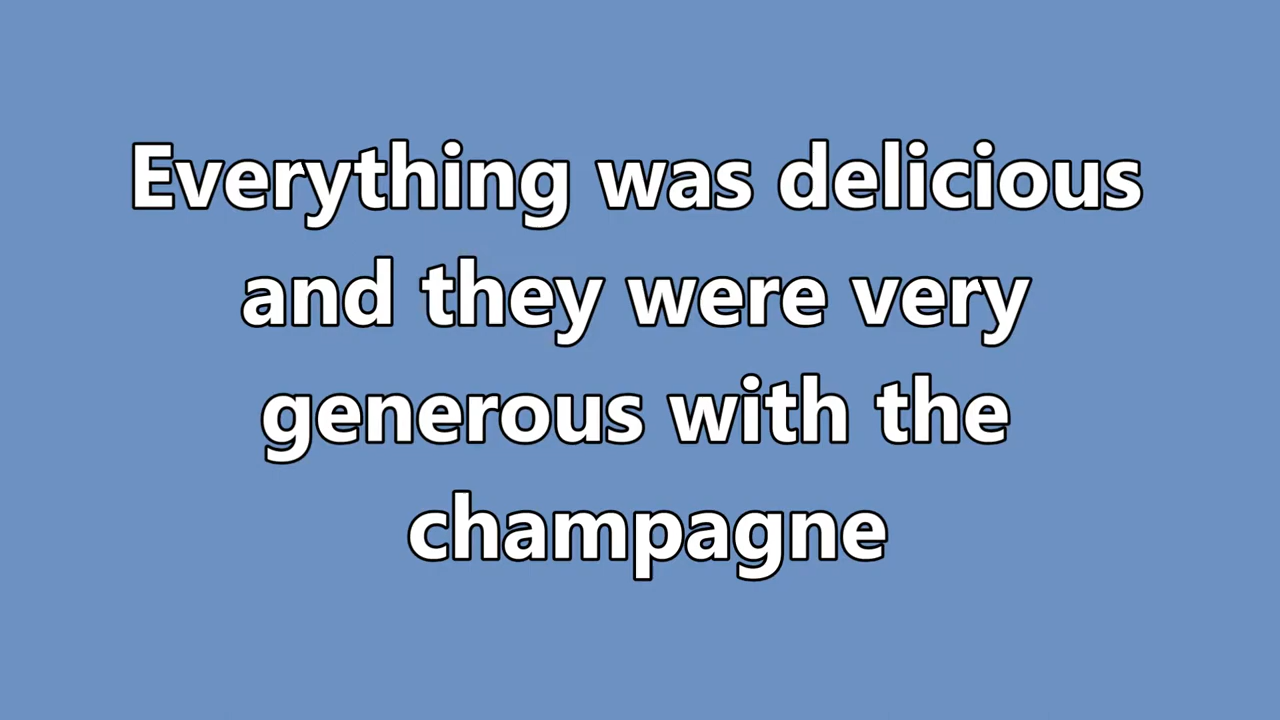 Everything was delicious
and they were very
generous with the
champagne